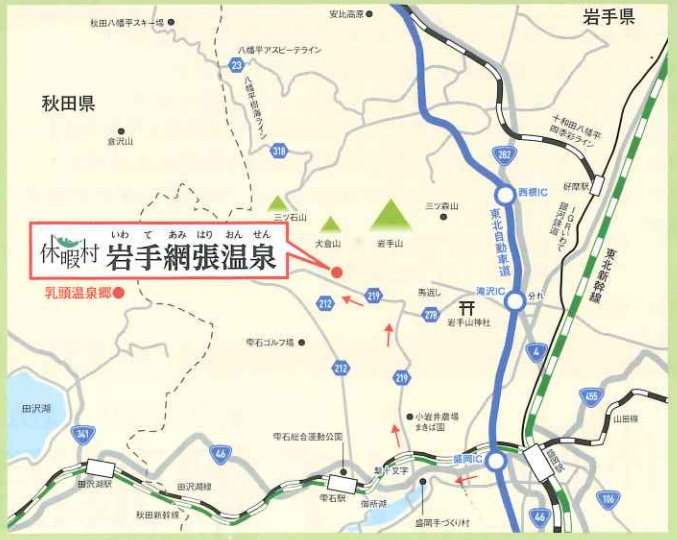 岩手県
安比高原
秋田八幡平スキー場
八幡平アスピーテライン
23
八幡平樹海ライン
秋田県
倉沢山
318
282
十和田八幡平
四季彩ライン
好摩駅
西根IC
IGRいわて
銀河鉄道
東北自動車道
東北新幹線
三ツ石山
犬倉山
岩手山
三ツ森山
休暇村
いわてあみはりおんせん
岩手網張温泉
乳頭温泉郷
212
219
馬返し
278
岩手山神社
滝沢IC
分れ
4
雫石ゴルフ場
212
219
455
山田線
小岩井農場
まきば園
田沢湖
341
46
雫石総合運動公園
盛岡IC
盛岡駅
田沢湖駅
田沢湖線
秋田新幹線
雫石駅
御所湖
盛岡手づくり村
46
106